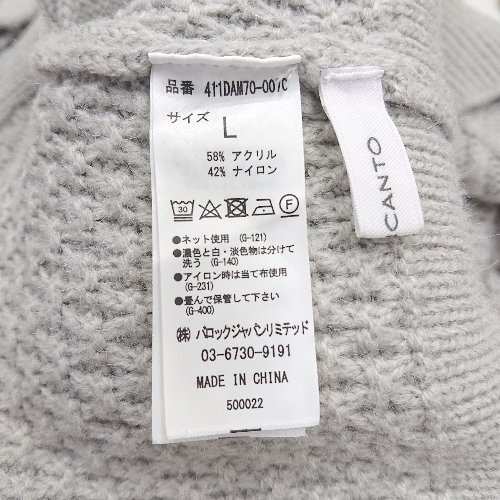 品番 411DAM70-007C
サイズ L
58% アクリル
42% ナイロン
30
F
●ネット使用 (G-121)
●濃色と白・淡色物は分けて
洗う (G-140)
●アイロン時は当て布使用
(G-231)
●畳んで保管して下さい
(G-400)
㈱ バロックジャパンリミテッド
03-6730-9191
MADE IN CHINA
500022
CANTO